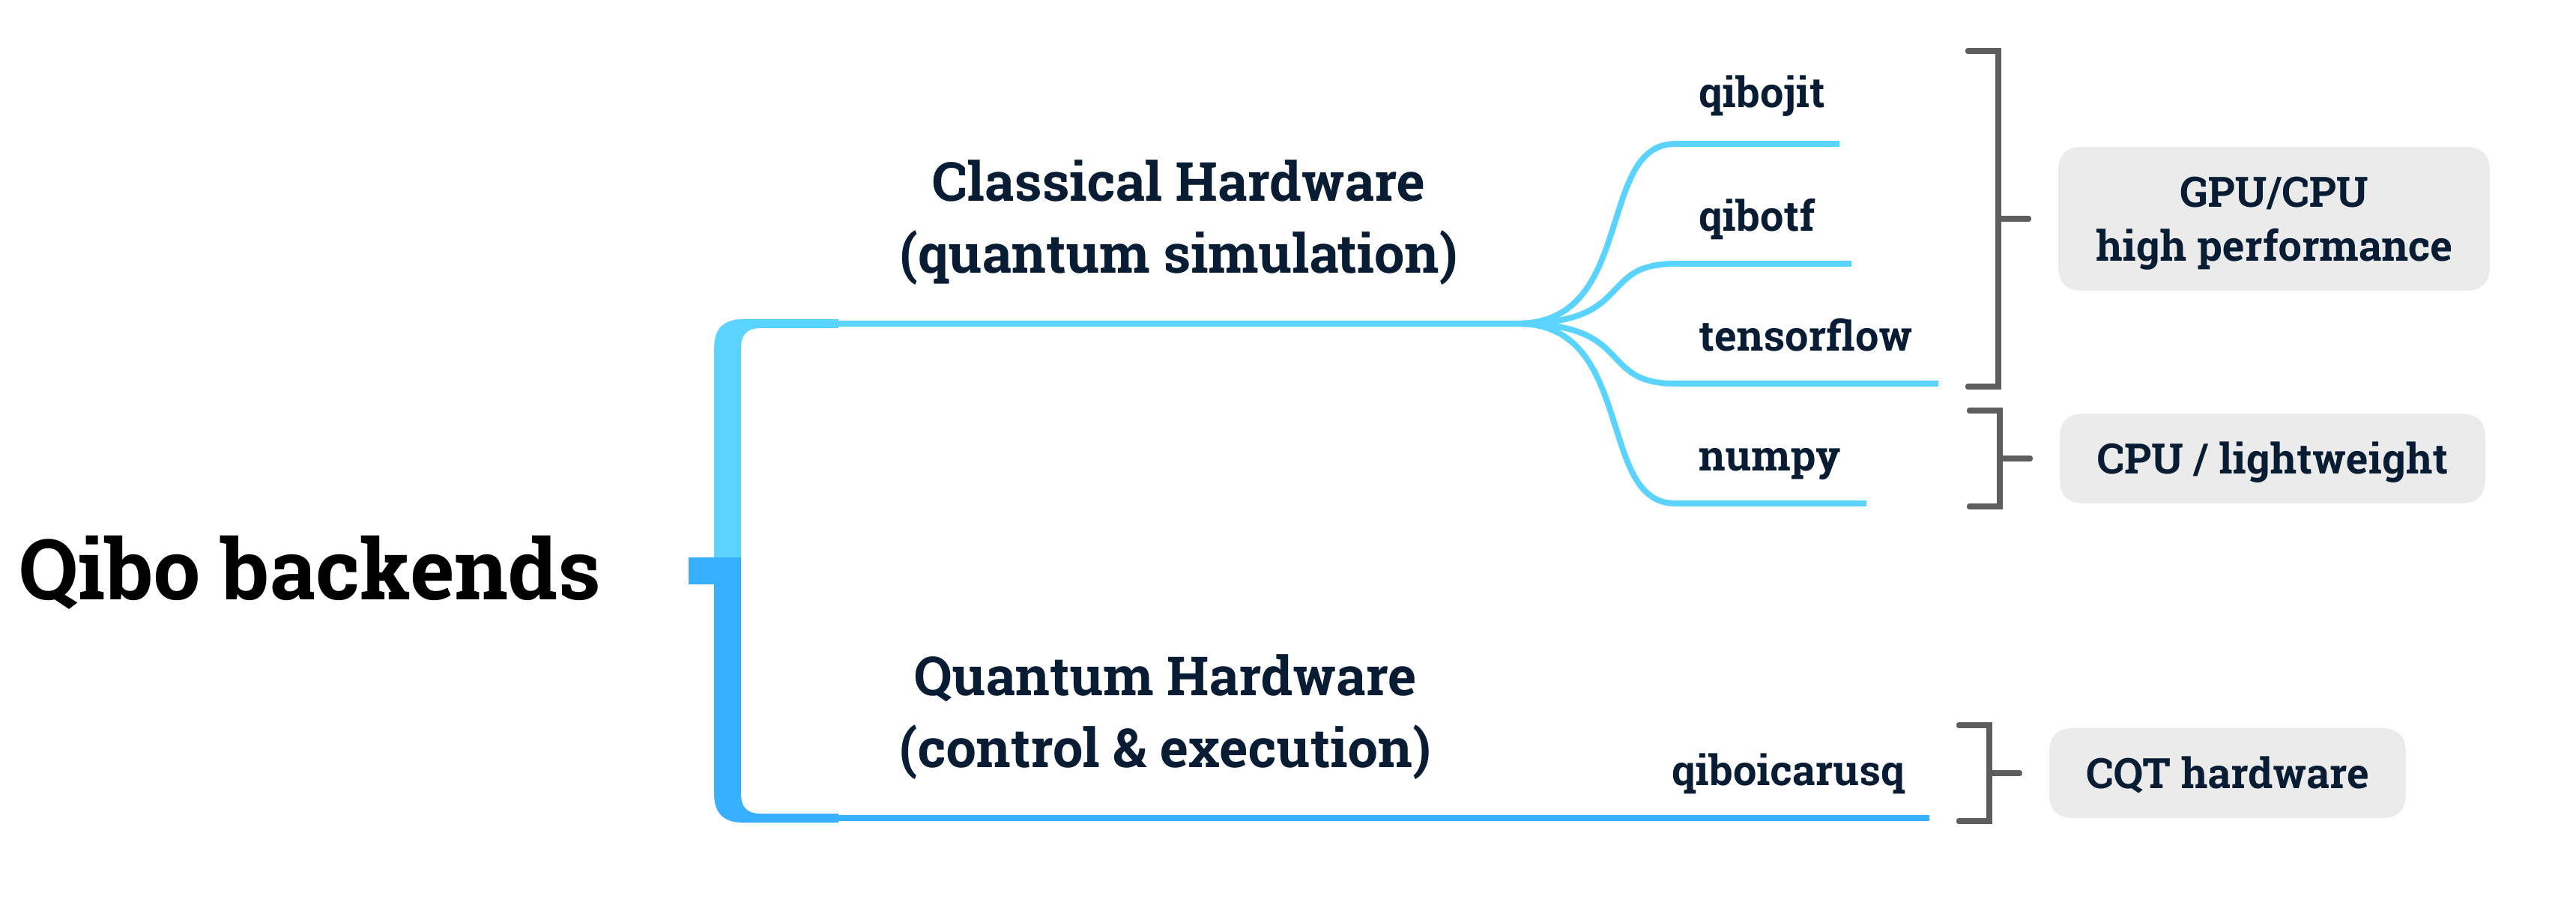 Qibo backends
Classical Hardware
(quantum simulation)
qibojit
qibotf
tensorflow
numpy
GPU/CPU
high performance
CPU / lightweight
Quantum Hardware
(control & execution)
qiboicarusq
CQT hardware